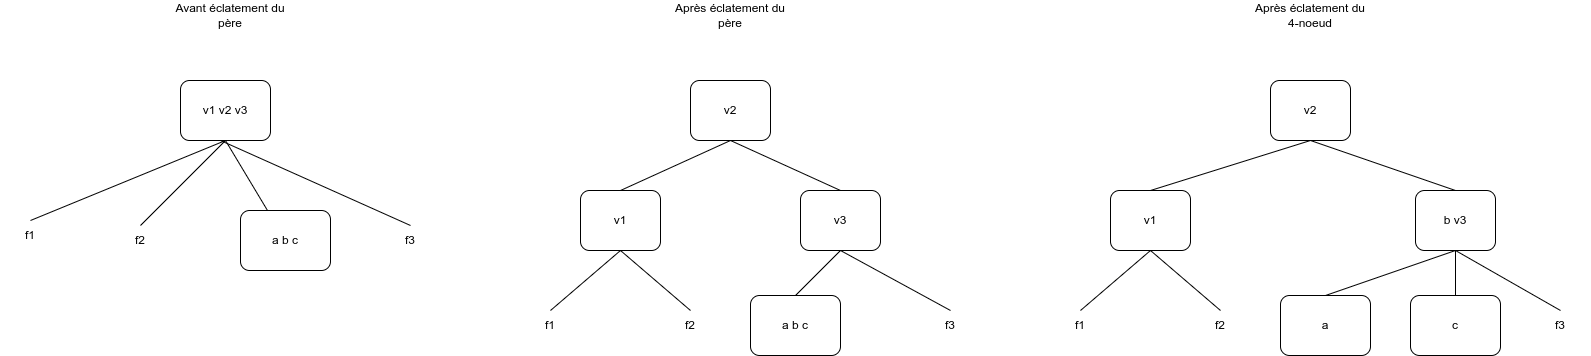 Avant éclatement du
père
v1 v2 v3
f1
f2
a b c
f3
Après éclatement du
père
v2
v1
v3
f1
f2
a b c
f3
Après éclatement du
4-noeud
v2
v1
b v3
f1
f2
a
c
f3